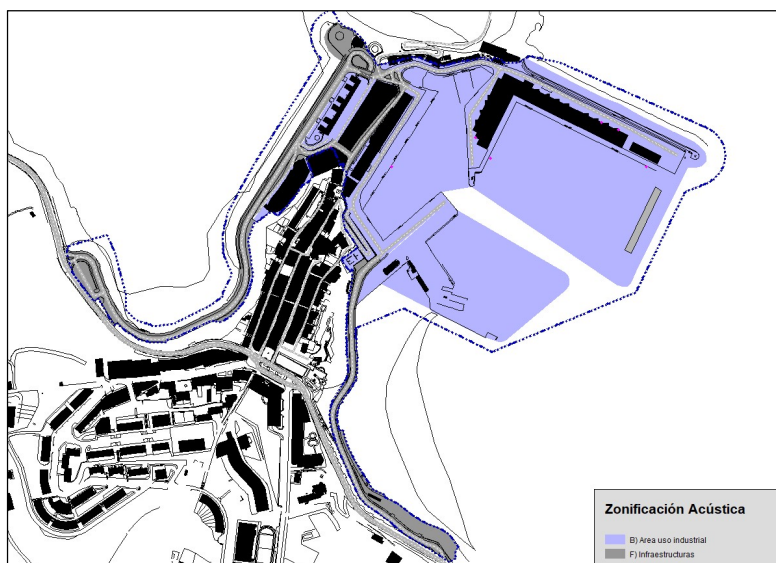 Zonificación Acústica
B) Area uso industrial
F) Infraestructuras